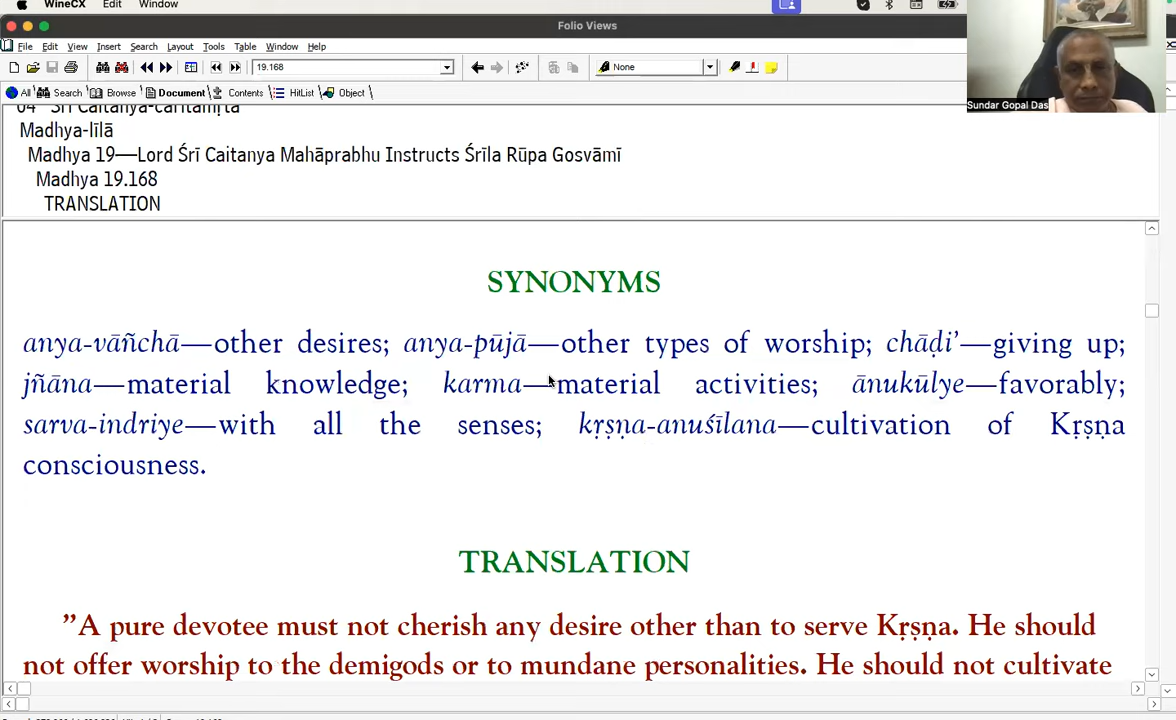 WineCX Edit Window
Folio Views
File Edit View Insert Search Layout Tools Table Window Help
19.168 None
All Search Browse Document Contents HitList Object
04 Śrī Caitanya-caritāmṛta
Madhya-līlā
Madhya 19—Lord Śrī Caitanya Mahāprabhu Instructs Śrīla Rūpa Gosvāmī
Madhya 19.168
TRANSLATION
Sundar Gopal Das
SYNONYMS
anya-vāñchā—other desires; anya-pūjā—other types of worship; chāḍi’—giving up;
jñāna—material knowledge; karma—material activities; ānukūlye—favorably;
sarva-indriye—with all the senses; kṛṣṇa-anuśīlana—cultivation of Kṛṣṇa
consciousness.
TRANSLATION
”A pure devotee must not cherish any desire other than to serve Kṛṣṇa. He should
not offer worship to the demigods or to mundane personalities. He should not cultivate